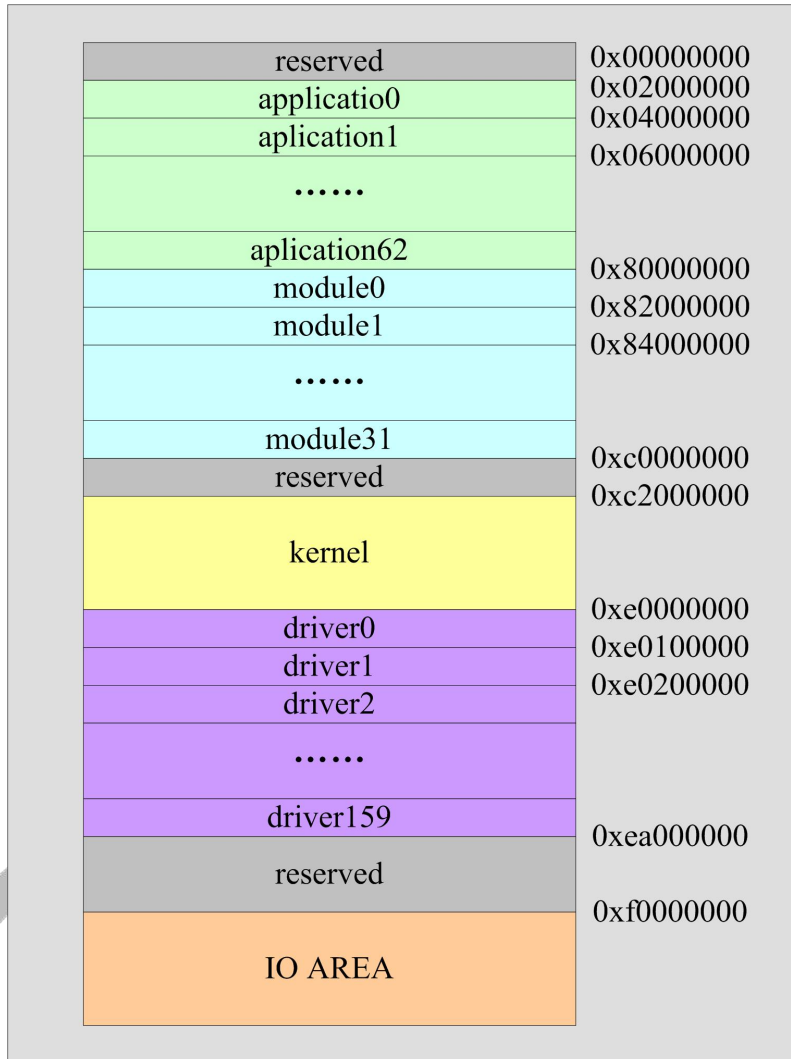 reserved
0x00000000
0x02000000
applicatio0
0x04000000
aplication1
0x06000000
......
aplication62
0x80000000
module0
0x82000000
module1
0x84000000
......
module31
0xc0000000
reserved
0xc2000000
kernel
0xe0000000
driver0
0xe0100000
driver1
0xe0200000
driver2
......
driver159
0xea000000
reserved
0xf0000000
IO AREA